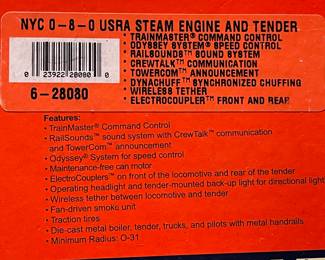 NYC 0-8-0 USRA STEAM ENGINE AND TENDER
• TRAINMASTER® COMMAND CONTROL
• ODYSSEY SYSTEM® SPEED CONTROL
• RAILSOUNDS® SOUND SYSTEM
• CREWTALK™ COMMUNICATION
• TOWERCOM™ ANNOUNCEMENT
• DYNACHUFF™ SYNCHRONIZED CHUFFING
• WIRELESS TETHER
• ELECTROCOUPLER™ FRONT AND REAR
0 23922 28080 0
6-28080
Features:
• TrainMaster® Command Control
• RailSounds™ sound system with CrewTalk™ communication
and TowerCom™ announcement
• Odyssey® System for speed control
• Maintenance-free can motor
• ElectroCouplers™ on front of the locomotive and rear of the tender
• Operating headlight and tender-mounted back-up light for directional light
• Wireless tether between locomotive and tender
• Fan-driven smoke unit
• Traction tires
• Die-cast metal boiler, tender, trucks, and pilots with metal handrails
• Minimum Radius: O-31